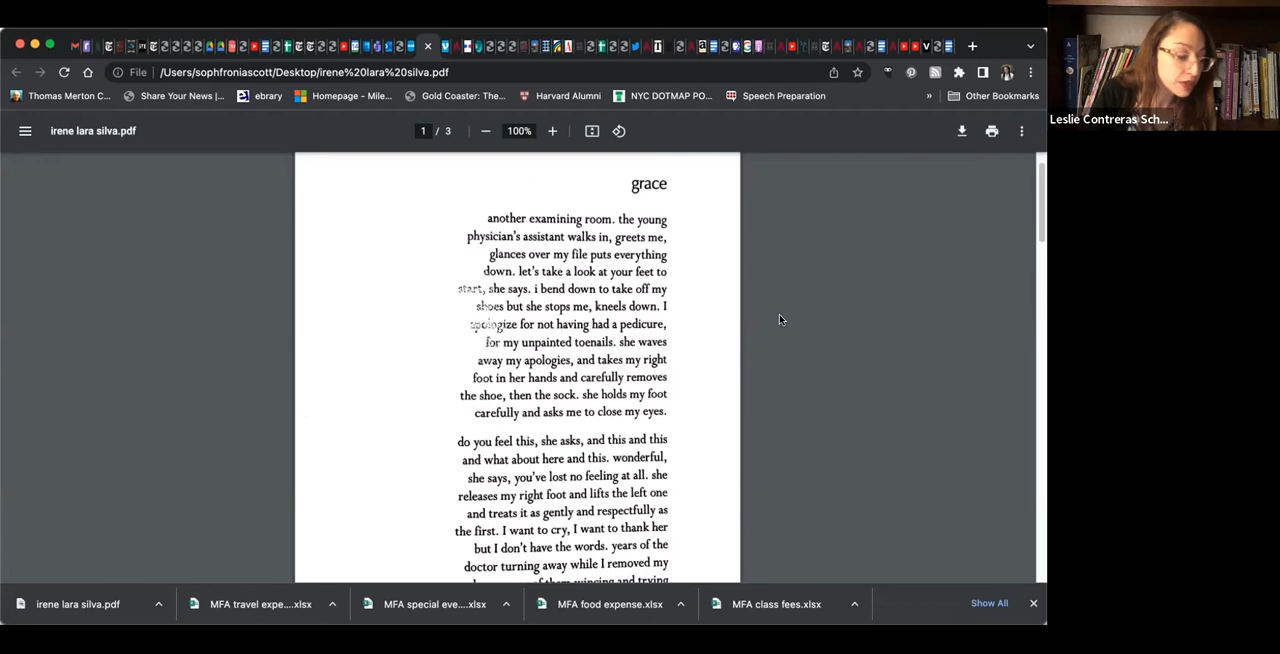 File
/Users/sophfroniascott/Desktop/irene%20lara%20silva.pdf
Thomas Merton C...
Share Your News |...
ebrary
Homepage - Mile...
Gold Coaster: The...
Harvard Alumni
NYC DOTMAP PO...
Speech Preparation
»
Other Bookmarks
irene lara silva.pdf
1 / 3
100%
Leslie Contreras Sch...
grace
another examining room. the young
physician's assistant walks in, greets me,
glances over my file puts everything
down. let's take a look at your feet to
start, she says. i bend down to take off my
shoes but she stops me, kneels down. I
apologize for not having had a pedicure,
for my unpainted toenails. she waves
away my apologies, and takes my right
foot in her hands and carefully removes
the shoe, then the sock. she holds my foot
carefully and asks me to close my eyes.
do you feel this, she asks, and this and this
and what about here and this. wonderful,
she says, you've lost no feeling at all. she
releases my right foot and lifts the left one
and treats it as gently and respectfully as
the first. I want to cry, I want to thank her
but I don't have the words. years of the
doctor turning away while I removed my
of them wincing and trying
irene lara silva.pdf
MFA travel expe....xlsx
MFA special eve....xlsx
MFA food expense.xlsx
MFA class fees.xlsx
Show All